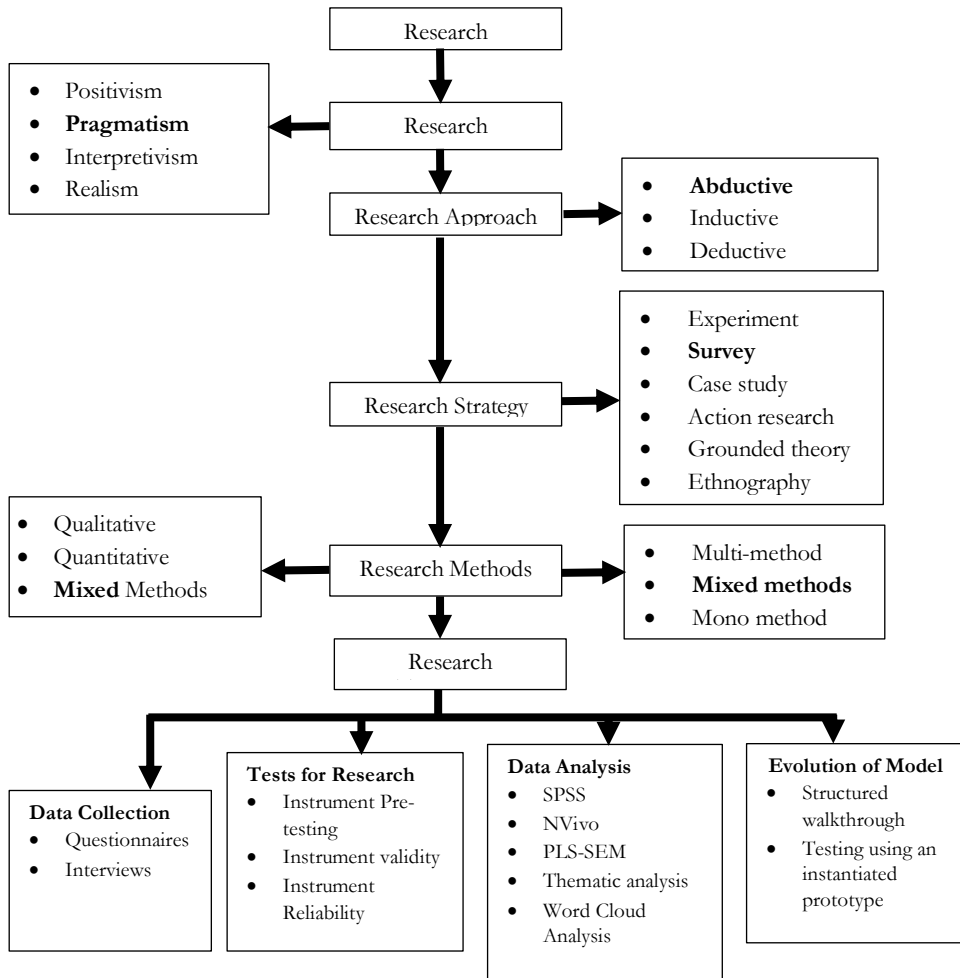 Research
• Positivism
• Pragmatism
• Interpretivism
• Realism
Research
Research Approach
• Abductive
• Inductive
• Deductive
• Experiment
• Survey
• Case study
• Action research
• Grounded theory
• Ethnography
Research Strategy
• Qualitative
• Quantitative
• Mixed Methods
Research Methods
• Multi-method
• Mixed methods
• Mono method
Research
Data Collection
• Questionnaires
• Interviews
Tests for Research
• Instrument Pre-
testing
• Instrument validity
• Instrument
Reliability
Data Analysis
• SPSS
• NVivo
• PLS-SEM
• Thematic analysis
• Word Cloud
Analysis
Evolution of Model
• Structured
walkthrough
• Testing using an
instantiated
prototype